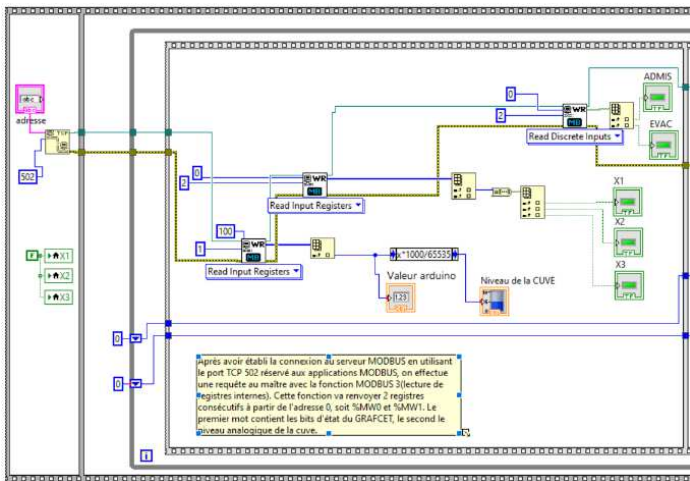 adresse
abc
TCP
502
F
X1
X2
X3
0
0
i
100
1
WR
MB
Read Input Registers
0
2
WR
MB
Read Input Registers
0
2
WR
MB
Read Discrete Inputs
ADMIS
EVAC
X1
X2
X3
x*1000/65535
Valeur arduino
1.23
Niveau de la CUVE
Après avoir établi la connexion au serveur MODBUS en utilisant
le port TCP 502 réservé aux applications MODBUS, on effectue
une requête au maître avec la fonction MODBUS 3(lecture de
registres internes). Cette fonction va renvoyer 2 registres
consécutifs à partir de l'adresse 0, soit %MW0 et %MW1. Le
premier mot contient les bits d'état du GRAFCET, le second le
niveau analogique de la cuve.